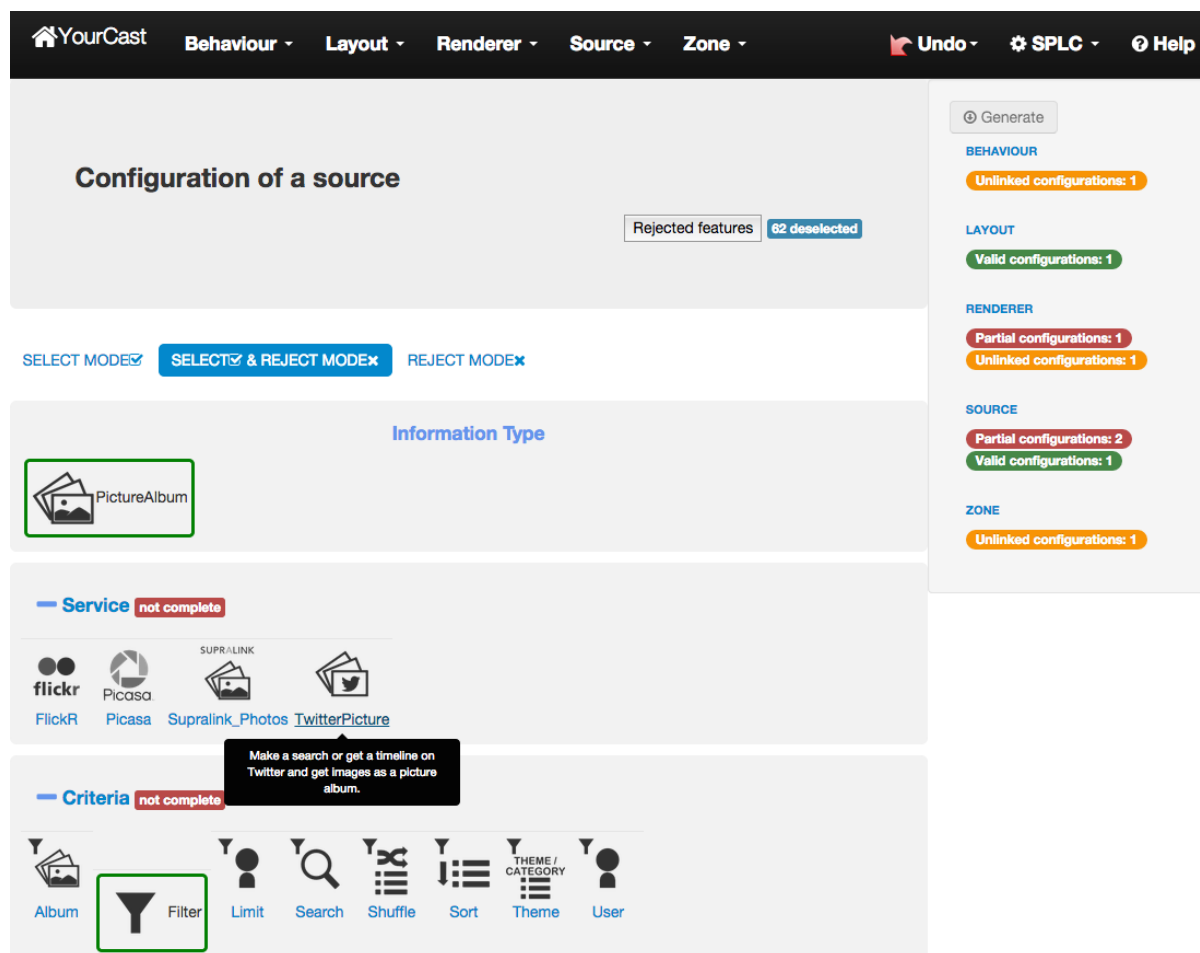 YourCast
Behaviour
Layout
Renderer
Source
Zone
Undo
SPLC
Help
Configuration of a source
Rejected features 62 deselected
SELECT MODE
SELECT & REJECT MODE
REJECT MODE
Information Type
PictureAlbum
Service not complete
flickr
Picasa
SUPRALINK
FlickR
Picasa
Supralink_Photos
TwitterPicture
Make a search or get a timeline on
Twitter and get images as a picture
album.
Criteria not complete
THEME /
CATEGORY
Album
Filter
Limit
Search
Shuffle
Sort
Theme
User
Generate
BEHAVIOUR
Unlinked configurations: 1
LAYOUT
Valid configurations: 1
RENDERER
Partial configurations: 1
Unlinked configurations: 1
SOURCE
Partial configurations: 2
Valid configurations: 1
ZONE
Unlinked configurations: 1